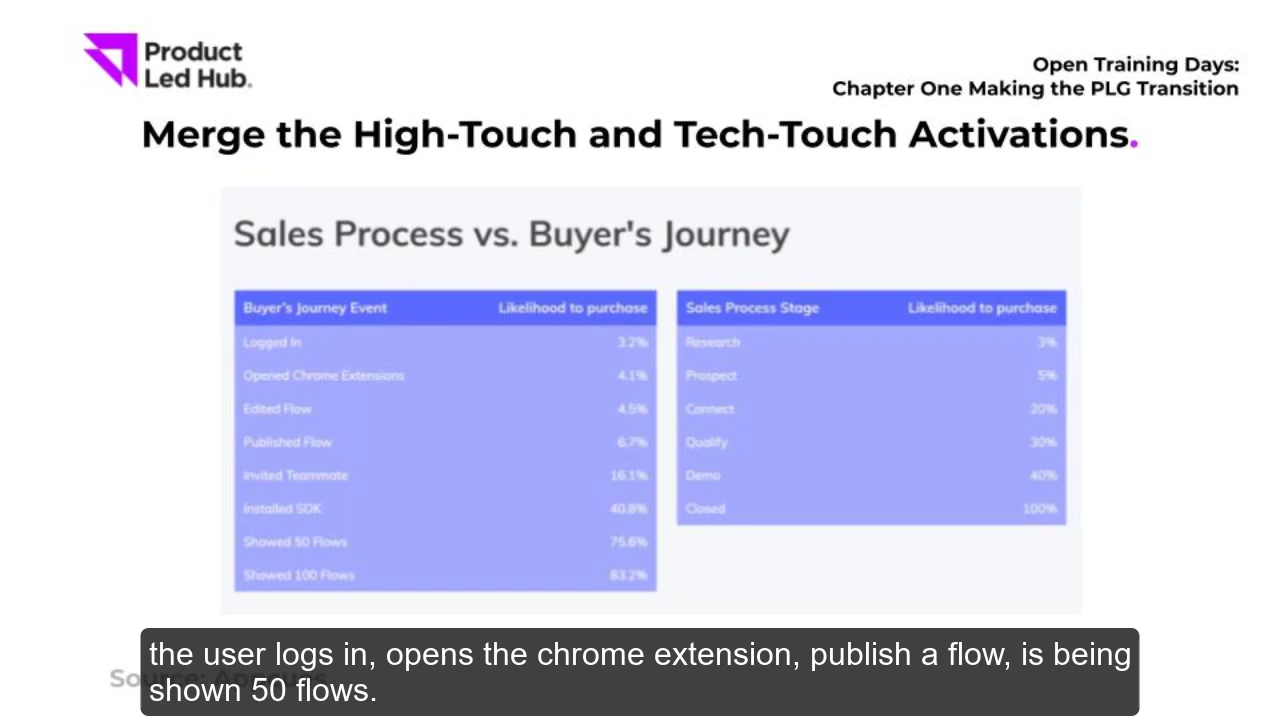 Product
Led Hub.
Open Training Days:
Chapter One Making the PLG Transition
Merge the High-Touch and Tech-Touch Activations.
Sales Process vs. Buyer's Journey
Buyer's Journey Event Likelihood to purchase
Logged In 3.2%
Opened Chrome Extensions 4.1%
Edited Flow 4.5%
Published Flow 6.7%
Invited Teammate 16.1%
Installed SDK 40.8%
Showed 50 Flows 75.6%
Showed 100 Flows 83.2%
Sales Process Stage Likelihood to purchase
Research 3%
Prospect 5%
Connect 20%
Qualify 30%
Demo 40%
Closed 100%
the user logs in, opens the chrome extension, publish a flow, is being
shown 50 flows.